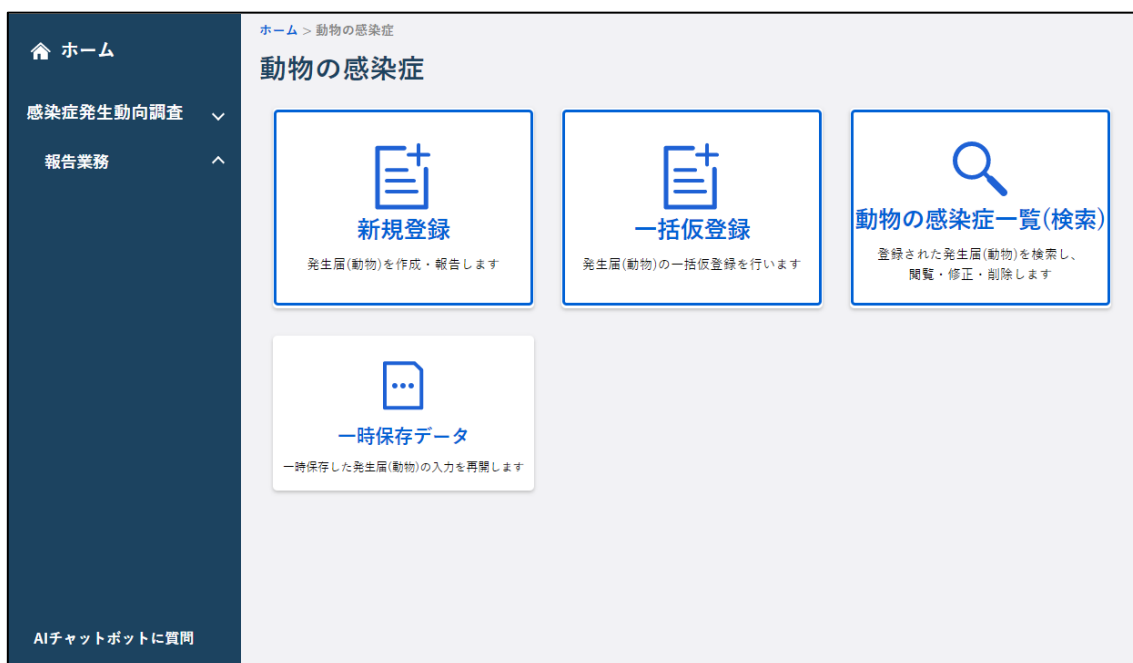 ホーム
感染症発生動向調査
報告業務
AIチャットボットに質問
ホーム > 動物の感染症
動物の感染症
新規登録
発生届(動物)を作成・報告します
一括仮登録
発生届(動物)の一括仮登録を行います
動物の感染症一覧(検索)
登録された発生届(動物)を検索し、
閲覧・修正・削除します
一時保存データ
一時保存した発生届(動物)の入力を再開します